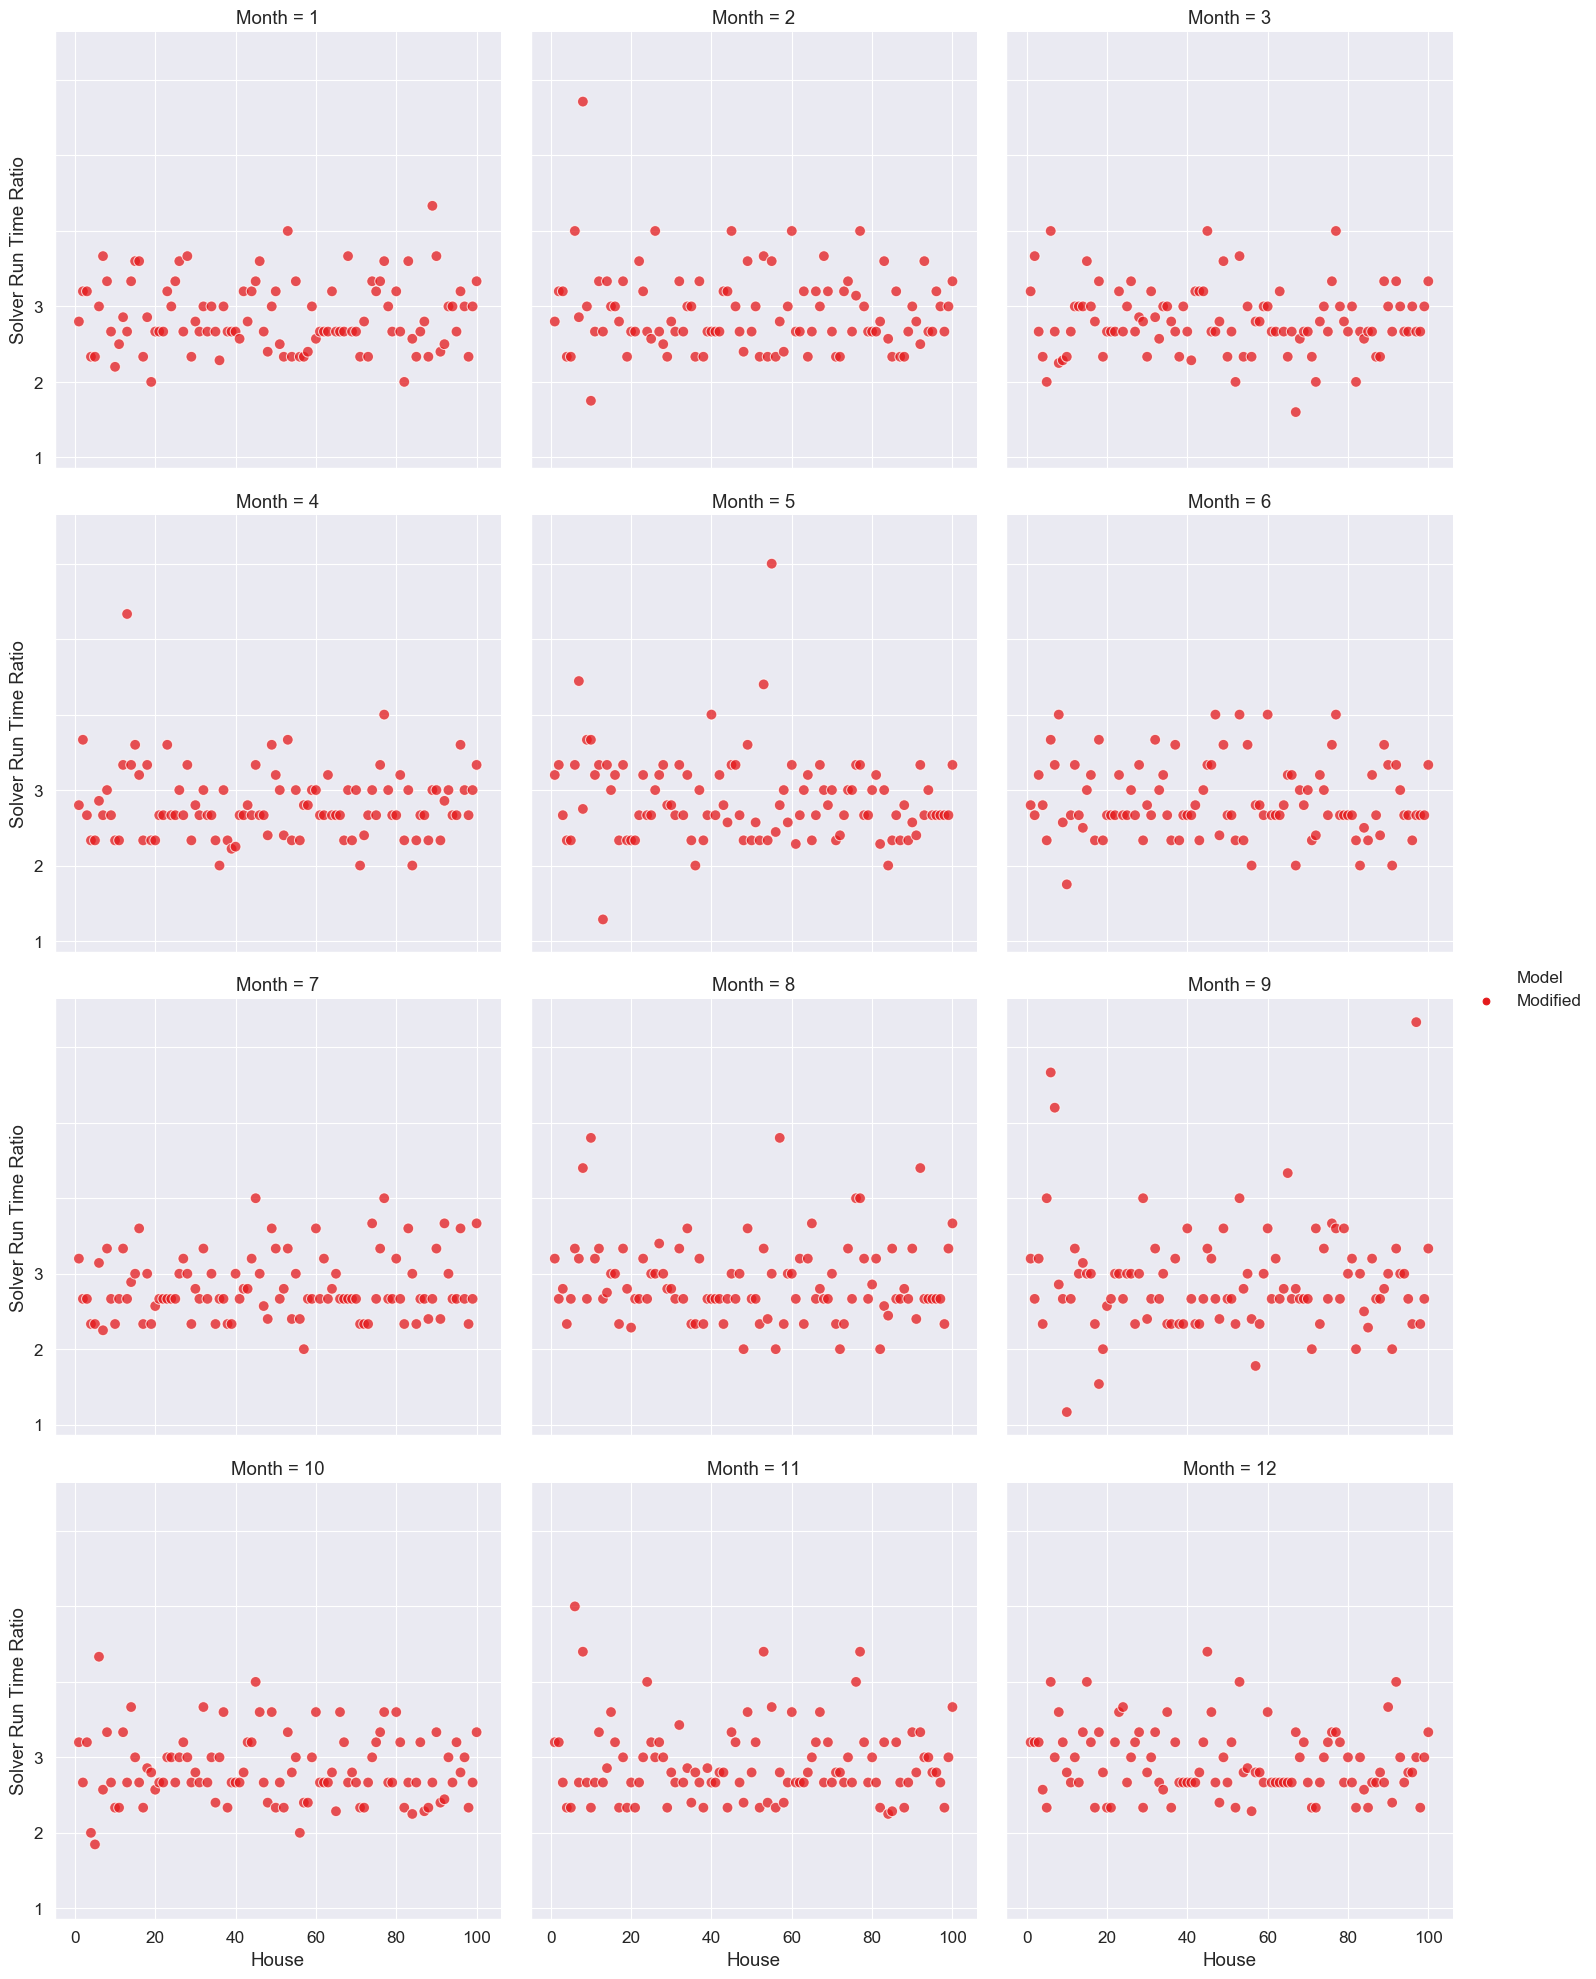 Month = 1
Month = 2
Month = 3
Solver Run Time Ratio
3
2
1
Month = 4
Month = 5
Month = 6
Solver Run Time Ratio
3
2
1
Model
Modified
Month = 7
Month = 8
Month = 9
Solver Run Time Ratio
3
2
1
Month = 10
Month = 11
Month = 12
Solver Run Time Ratio
3
2
1
0 20 40 60 80 100
0 20 40 60 80 100
0 20 40 60 80 100
House
House
House